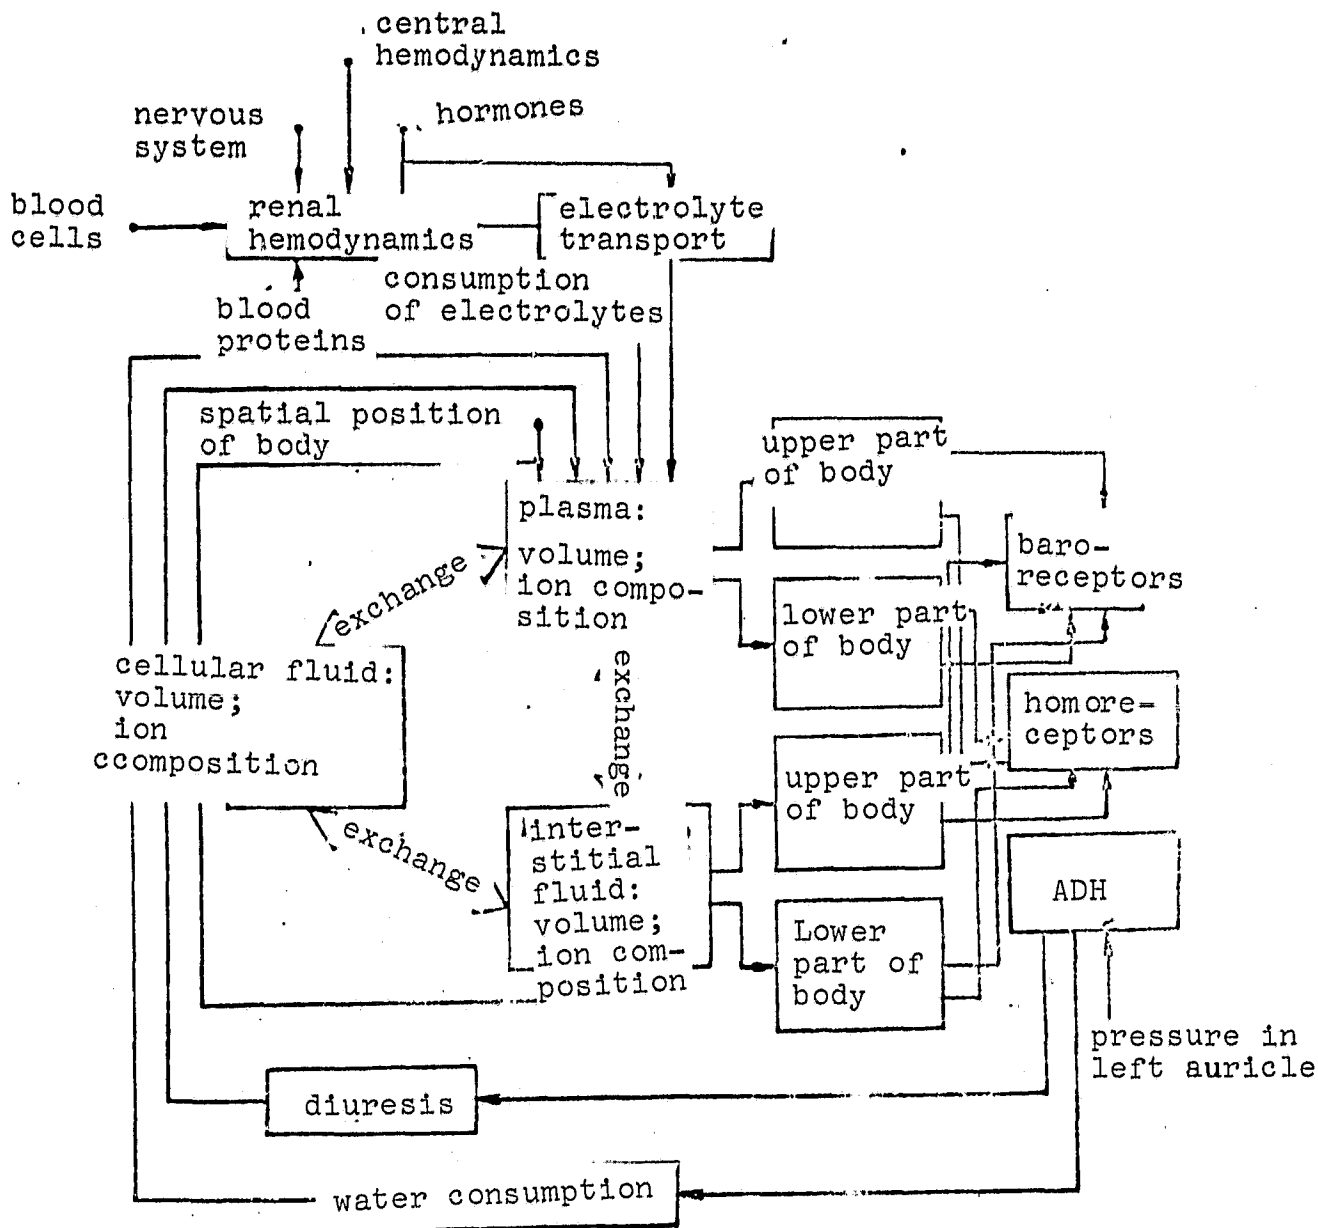 central
hemodynamics
nervous
system
hormones
blood
cells
renal
hemodynamics
electrolyte
transport
consumption
of electrolytes
blood
proteins
spatial position
of body
plasma:
volume;
ion compo-
sition
upper part
of body
baro-
receptors
exchange
lower part
of body
cellular fluid:
volume;
ion
ccomposition
exchange
homore-
ceptors
upper part
of body
exchange
inter-
stitial
fluid:
volume;
ion com-
position
ADH
Lower
part of
body
pressure in
left auricle
diuresis
water consumption